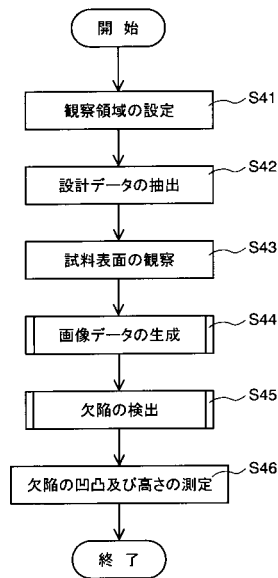 開 始
S41
観察領域の設定
S42
設計データの抽出
S43
試料表面の観察
S44
画像データの生成
S45
欠陥の検出
S46
欠陥の凹凸及び高さの測定
終 了